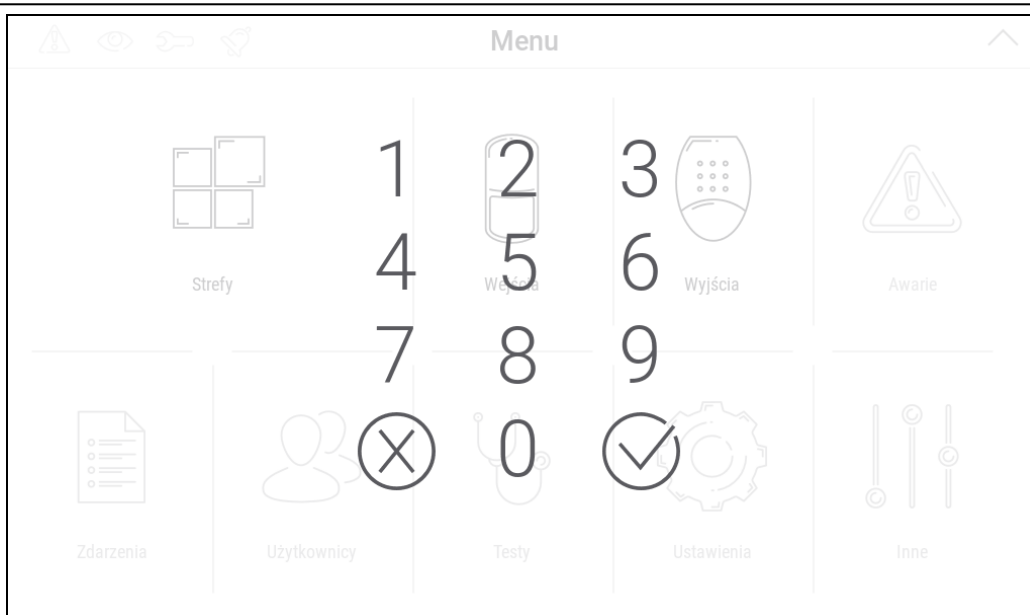 Menu
1 2 3
4 5 6
Strefy Wejścia Wyjścia Awarie
7 8 9
0
Zdarzenia Użytkownicy Testy Ustawienia Inne